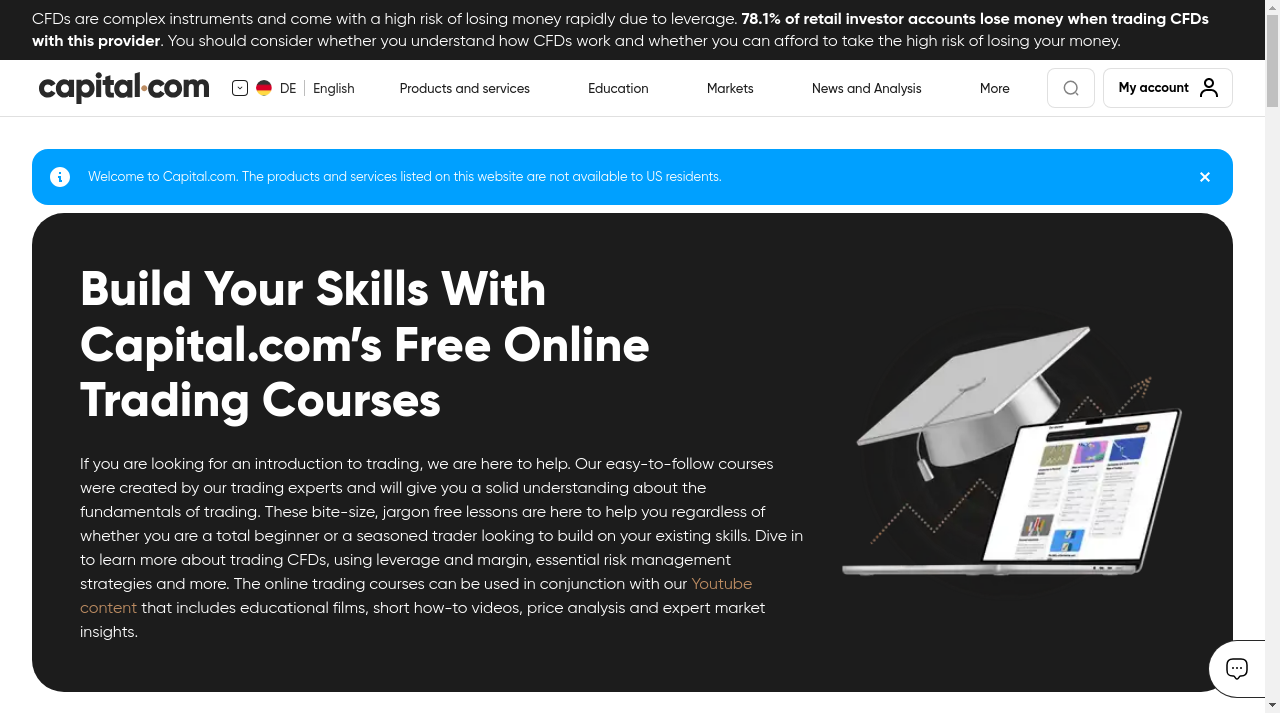 CFDs are complex instruments and come with a high risk of losing money rapidly due to leverage. 78.1% of retail investor accounts lose money when trading CFDs
with this provider. You should consider whether you understand how CFDs work and whether you can afford to take the high risk of losing your money.
capital.com DE English Products and services Education Markets News and Analysis More My account
Welcome to Capital.com. The products and services listed on this website are not available to US residents.
Build Your Skills With
Capital.com’s Free Online
Trading Courses
If you are looking for an introduction to trading, we are here to help. Our easy-to-follow courses
were created by our trading experts and will give you a solid understanding about the
fundamentals of trading. These bite-size, jargon free lessons are here to help you regardless of
whether you are a total beginner or a seasoned trader looking to build on your existing skills. Dive in
to learn more about trading CFDs, using leverage and margin, essential risk management
strategies and more. The online trading courses can be used in conjunction with our Youtube
content that includes educational films, short how-to videos, price analysis and expert market
insights.